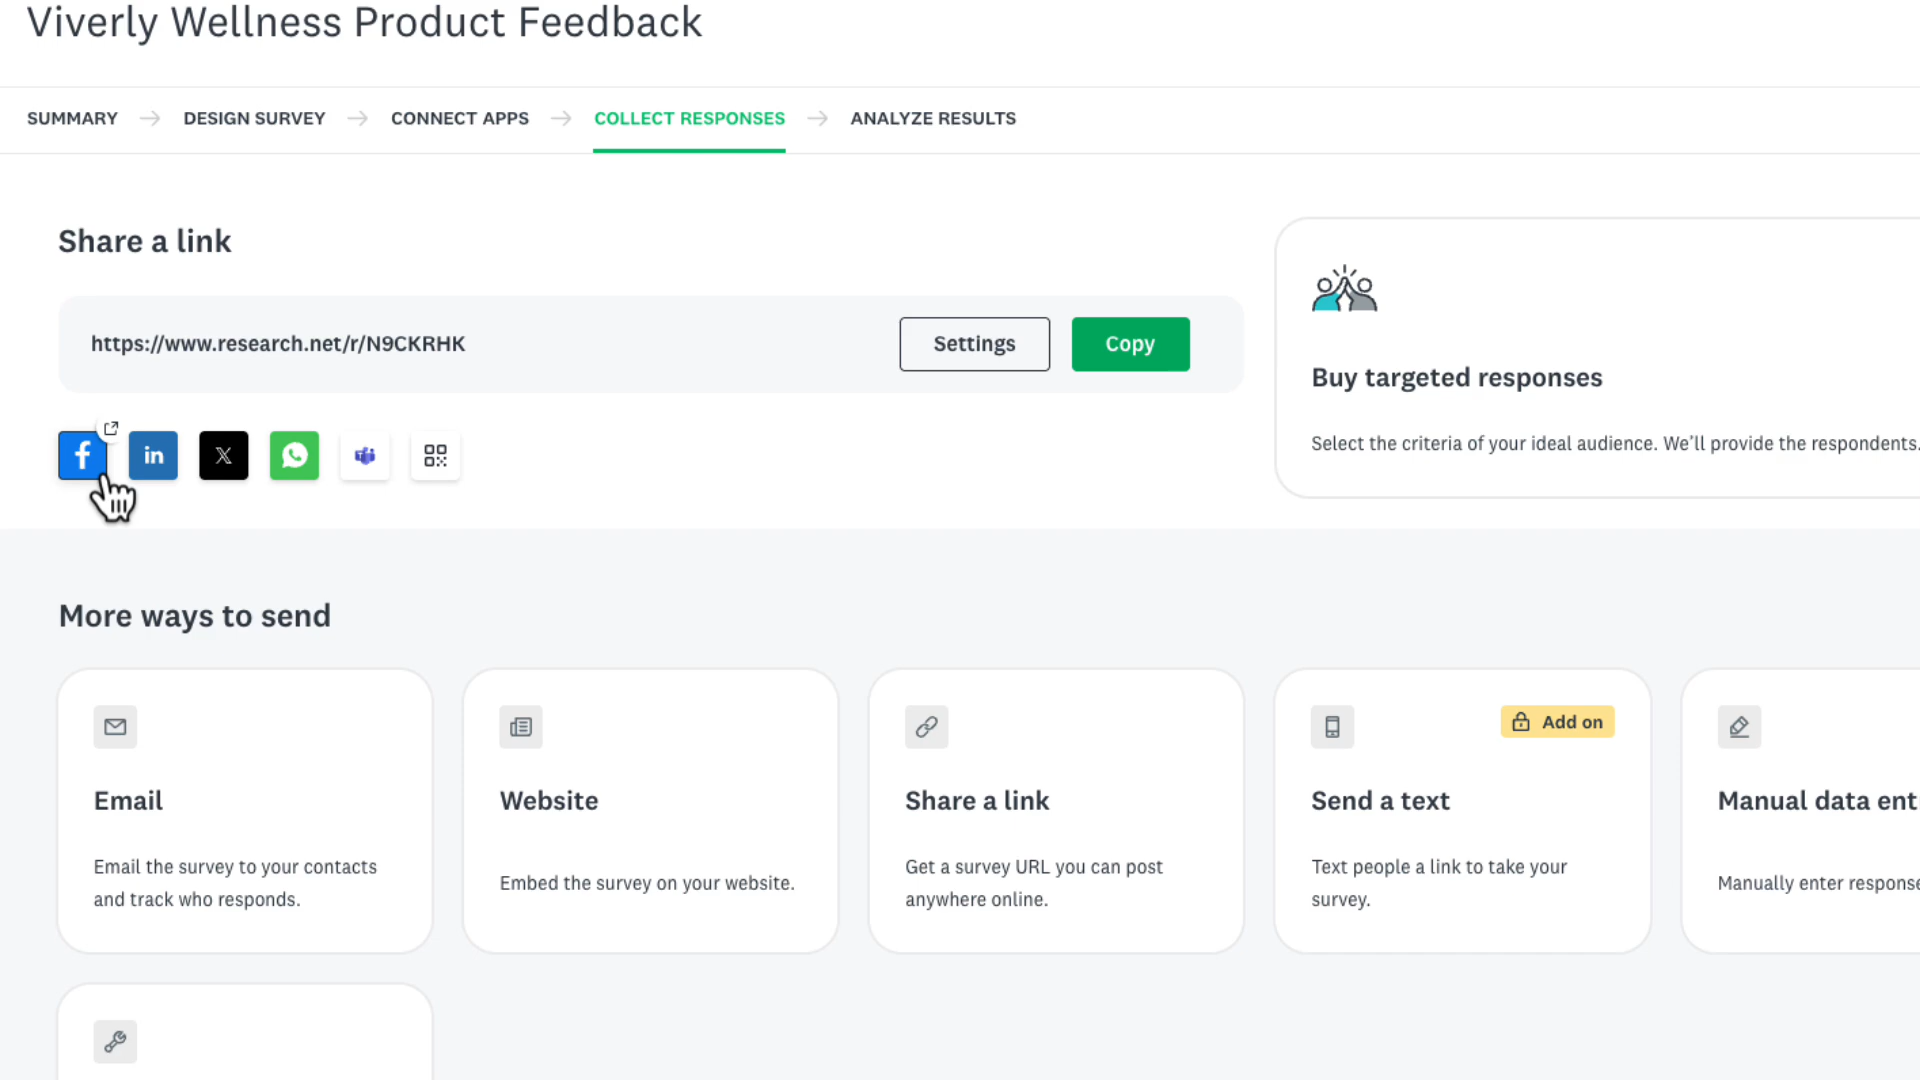 Viverly Wellness Product Feedback
SUMMARY
DESIGN SURVEY
CONNECT APPS
COLLECT RESPONSES
ANALYZE RESULTS
Share a link
https://www.research.net/r/N9CKRHK
Settings
Copy
Buy targeted responses
Select the criteria of your ideal audience. We'll provide the respondents.
More ways to send
Email
Email the survey to your contacts
and track who responds.
Website
Embed the survey on your website.
Share a link
Get a survey URL you can post
anywhere online.
Add on
Send a text
Text people a link to take your
survey.
Manual data ent
Manually enter response